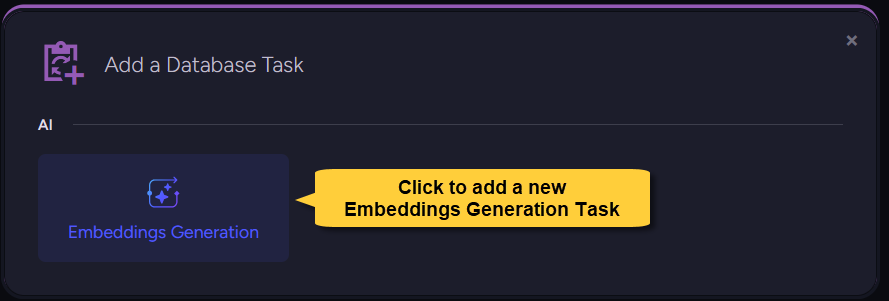 Add a Database Task
×
AI
Embeddings Generation
Click to add a new
Embeddings Generation Task